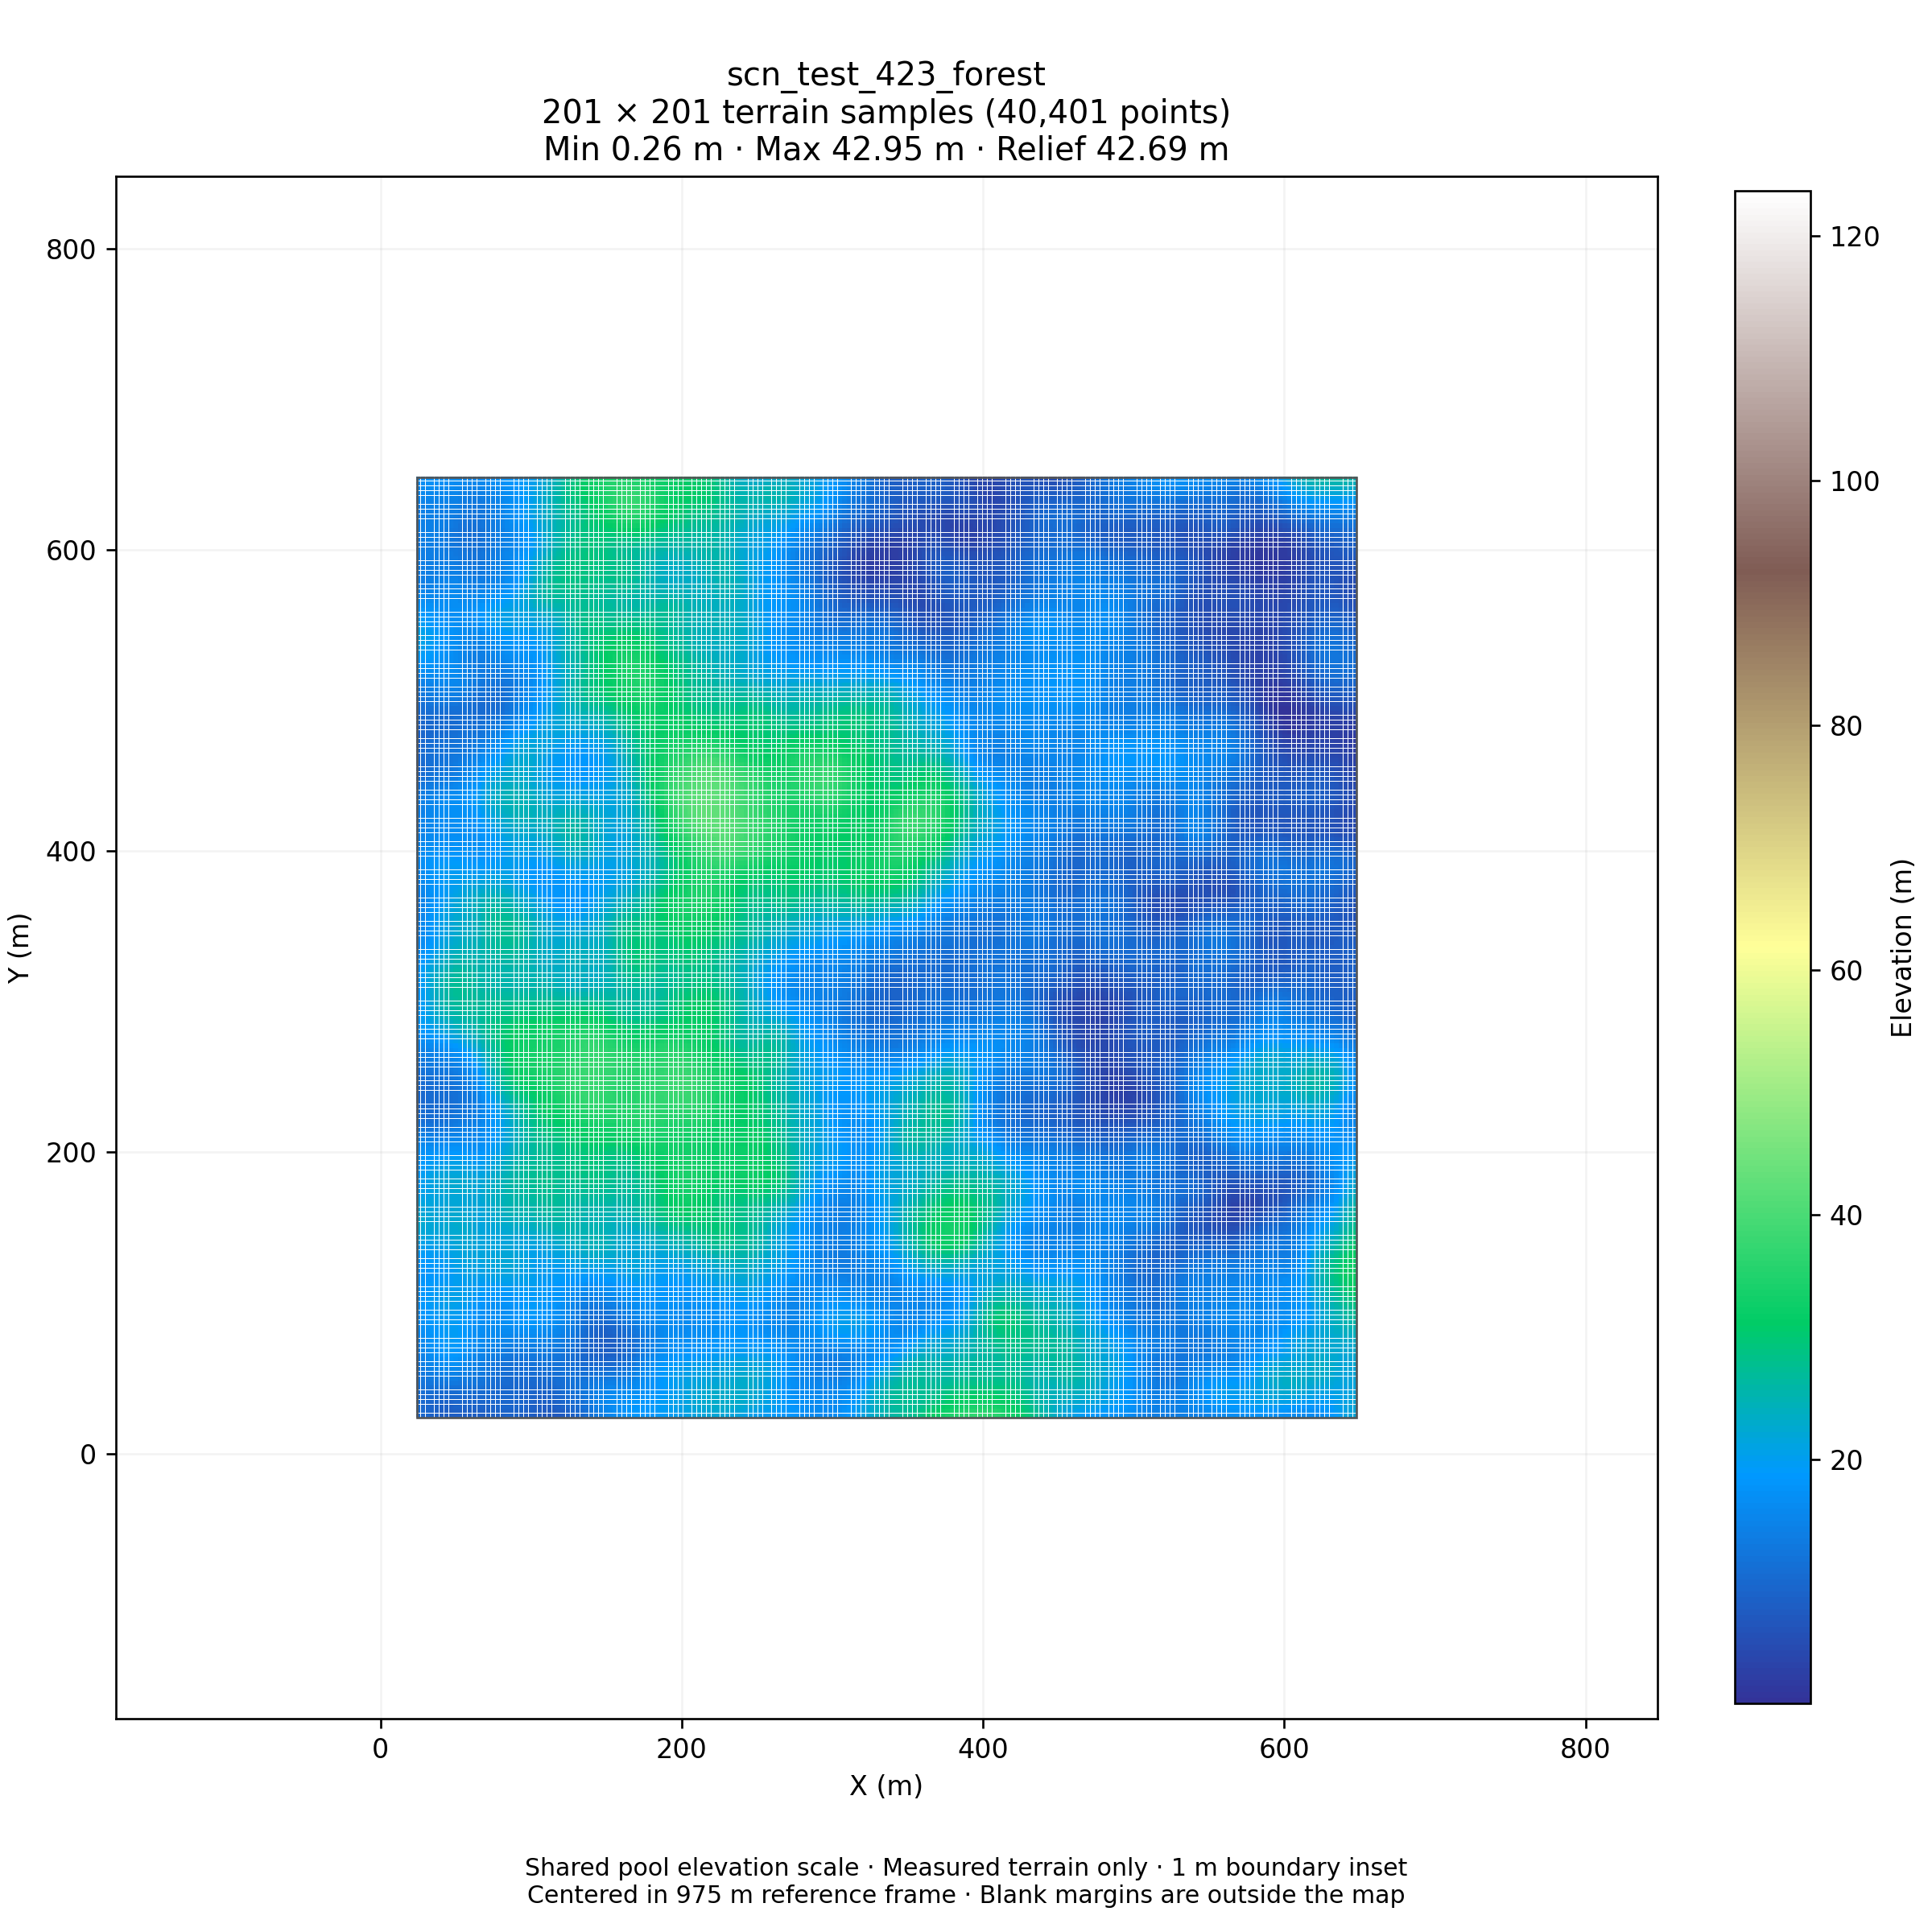 scn_test_423_forest
201 × 201 terrain samples (40,401 points)
Min 0.26 m · Max 42.95 m · Relief 42.69 m
800
600
400
200
0
Y (m)
0
200
400
600
800
X (m)
120
100
80
60
40
20
Elevation (m)
Shared pool elevation scale · Measured terrain only · 1 m boundary inset
Centered in 975 m reference frame · Blank margins are outside the map